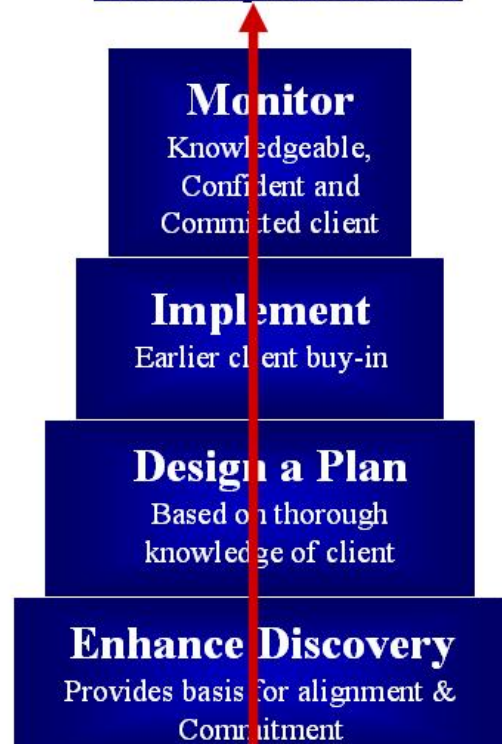 Monitor
Knowledgeable,
Confident and
Committed client
Implement
Earlier client buy-in
Design a Plan
Based on thorough
knowledge of client
Enhance Discovery
Provides basis for alignment &
Commitment